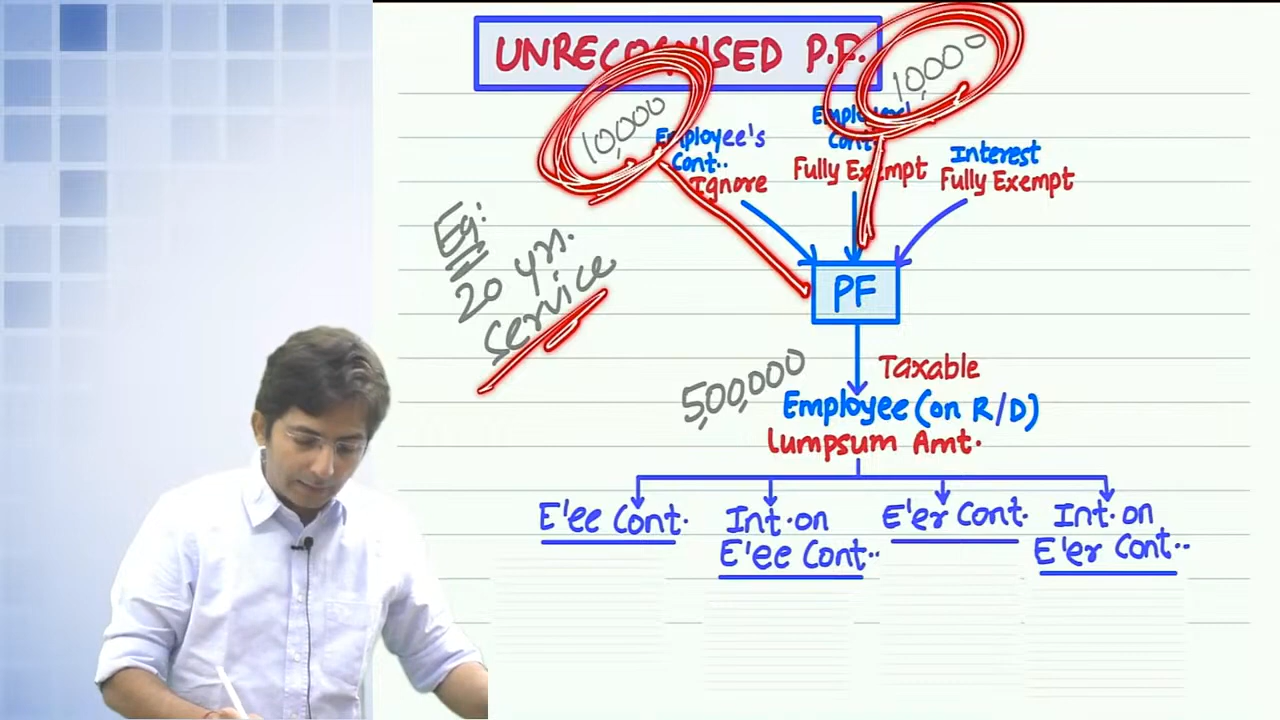 UNRECOGNISED P.F.
10,000
10,000
Employee's
Cont..
Ignore
Employer's
Cont..
Fully Exempt
Interest
Fully Exempt
Eg:
20 yrs.
service
PF
Taxable
5,00,000
Employee (on R/D)
Lumpsum Amt.
E'ee Cont.
Int. on
E'ee Cont..
E'er Cont.
Int. on
E'er Cont..